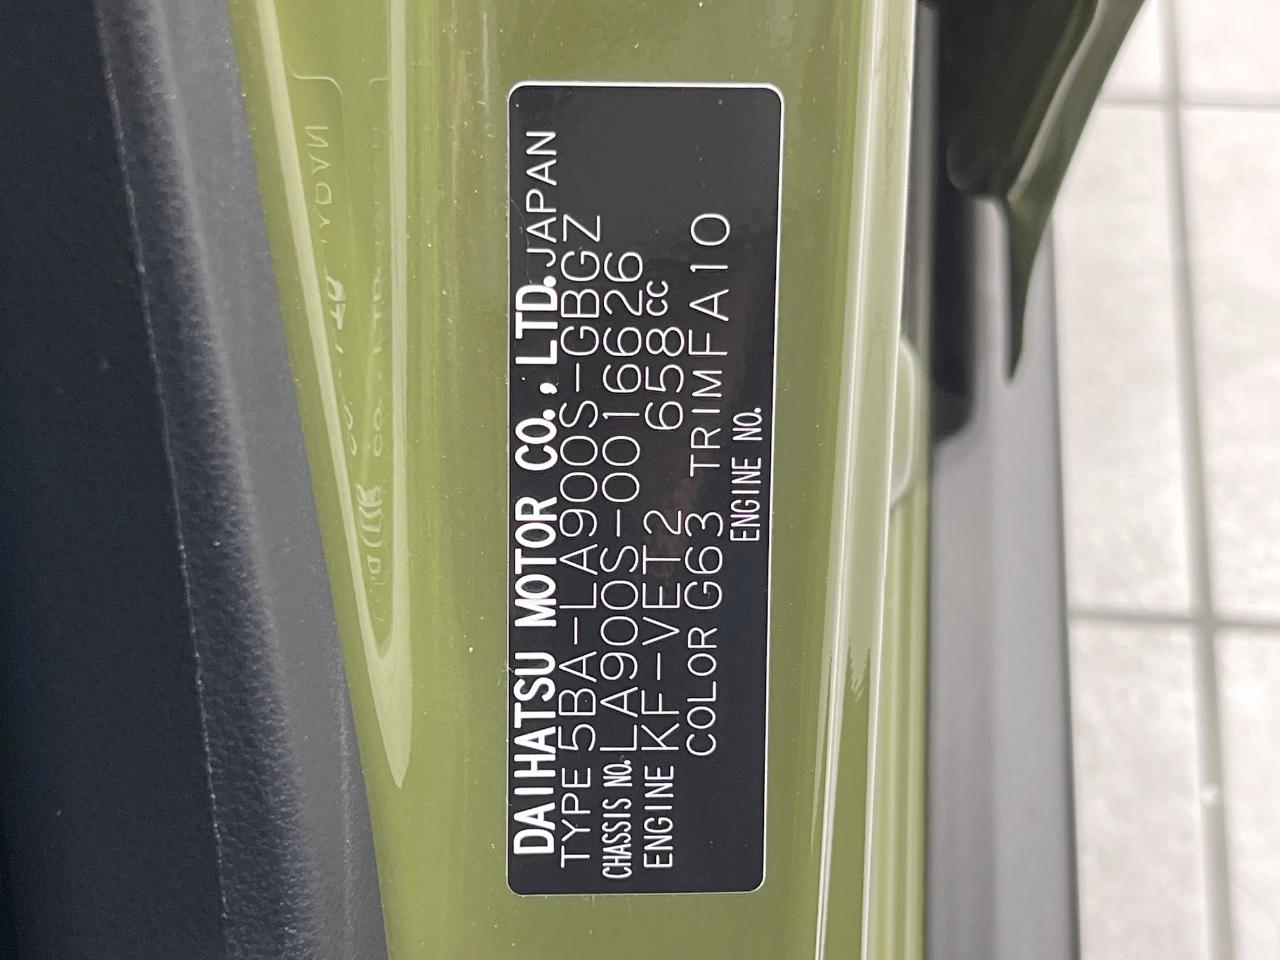 DAIHATSU MOTOR CO., LTD. JAPAN
TYPE 5BA-LA900S-GBGZ
CHASSIS NO. LA900S-0016626
ENGINE KF-VET2 658cc
COLOR G63 TRIM FA10
ENGINE NO.